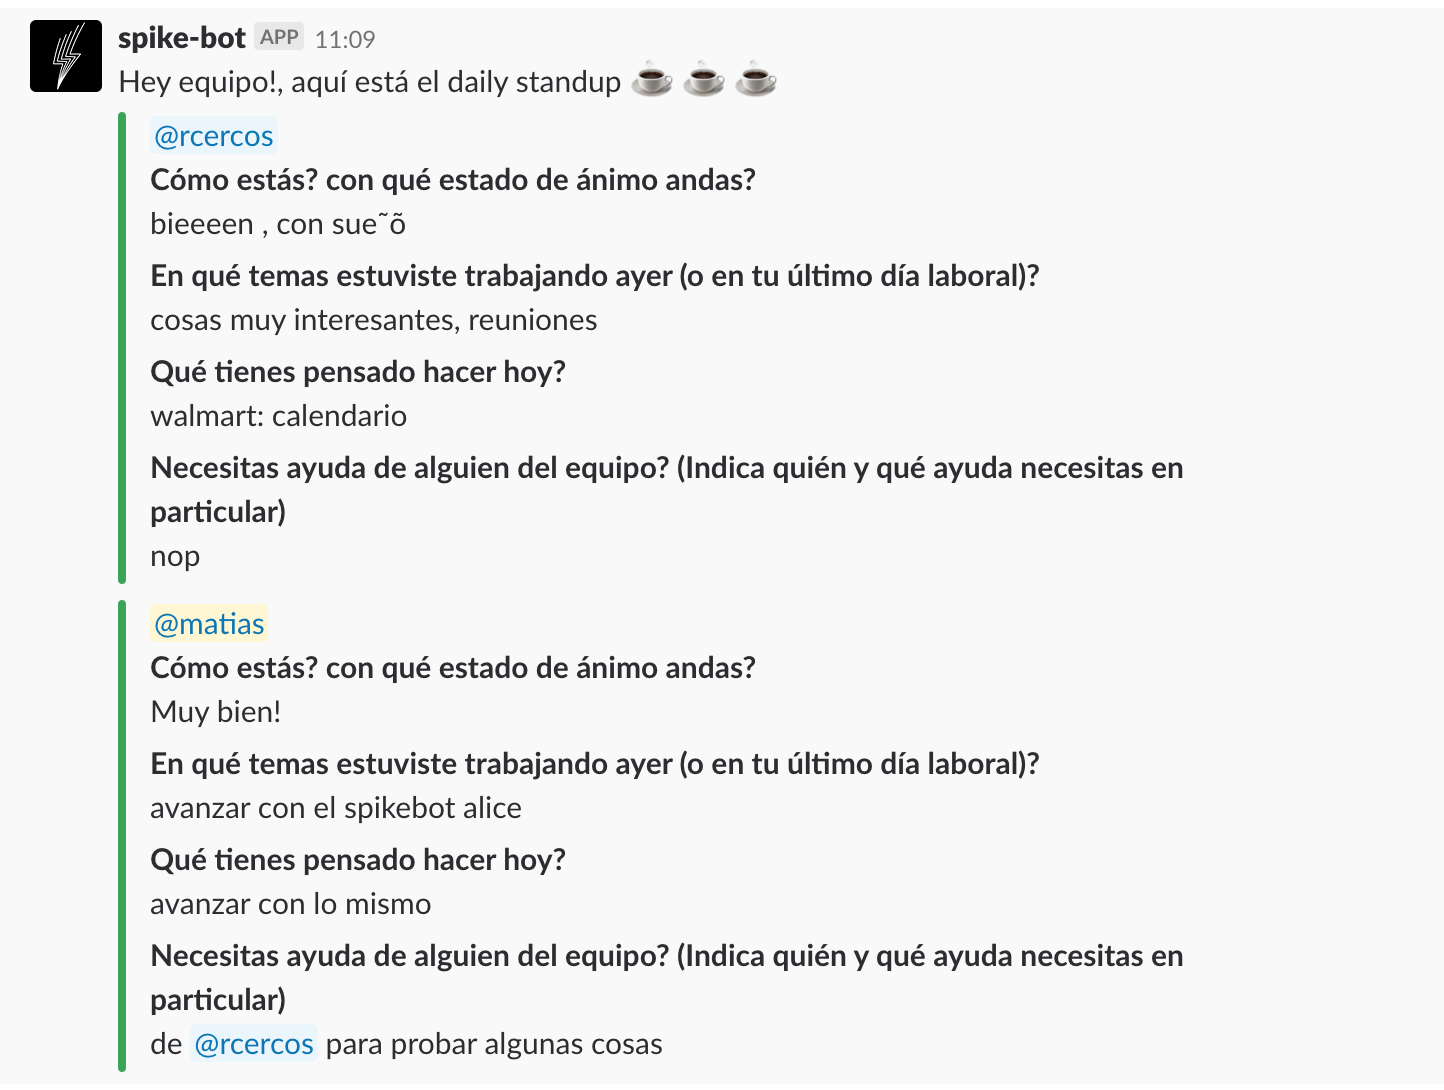 spike-bot APP 11:09
Hey equipo!, aquí está el daily standup ☕ ☕ ☕
@rcercos
Cómo estás? con qué estado de ánimo andas?
bieeeen , con sue˜õ
En qué temas estuviste trabajando ayer (o en tu último día laboral)?
cosas muy interesantes, reuniones
Qué tienes pensado hacer hoy?
walmart: calendario
Necesitas ayuda de alguien del equipo? (Indica quién y qué ayuda necesitas en
particular)
nop
@matias
Cómo estás? con qué estado de ánimo andas?
Muy bien!
En qué temas estuviste trabajando ayer (o en tu último día laboral)?
avanzar con el spikebot alice
Qué tienes pensado hacer hoy?
avanzar con lo mismo
Necesitas ayuda de alguien del equipo? (Indica quién y qué ayuda necesitas en
particular)
de @rcercos para probar algunas cosas